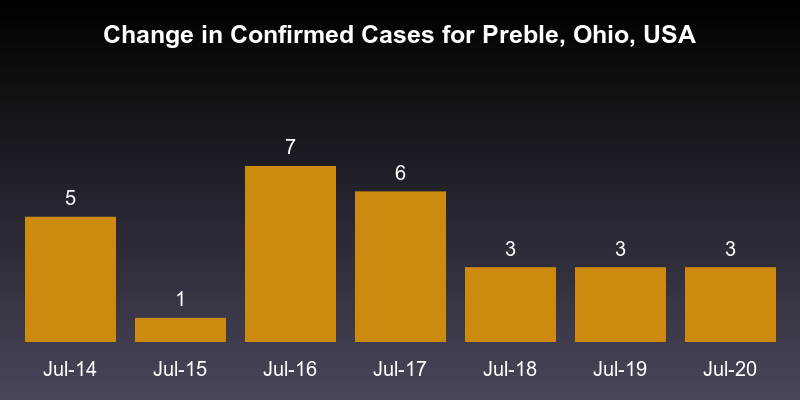 Change in Confirmed Cases for Preble, Ohio, USA
5
1
7
6
3
3
3
Jul-14
Jul-15
Jul-16
Jul-17
Jul-18
Jul-19
Jul-20